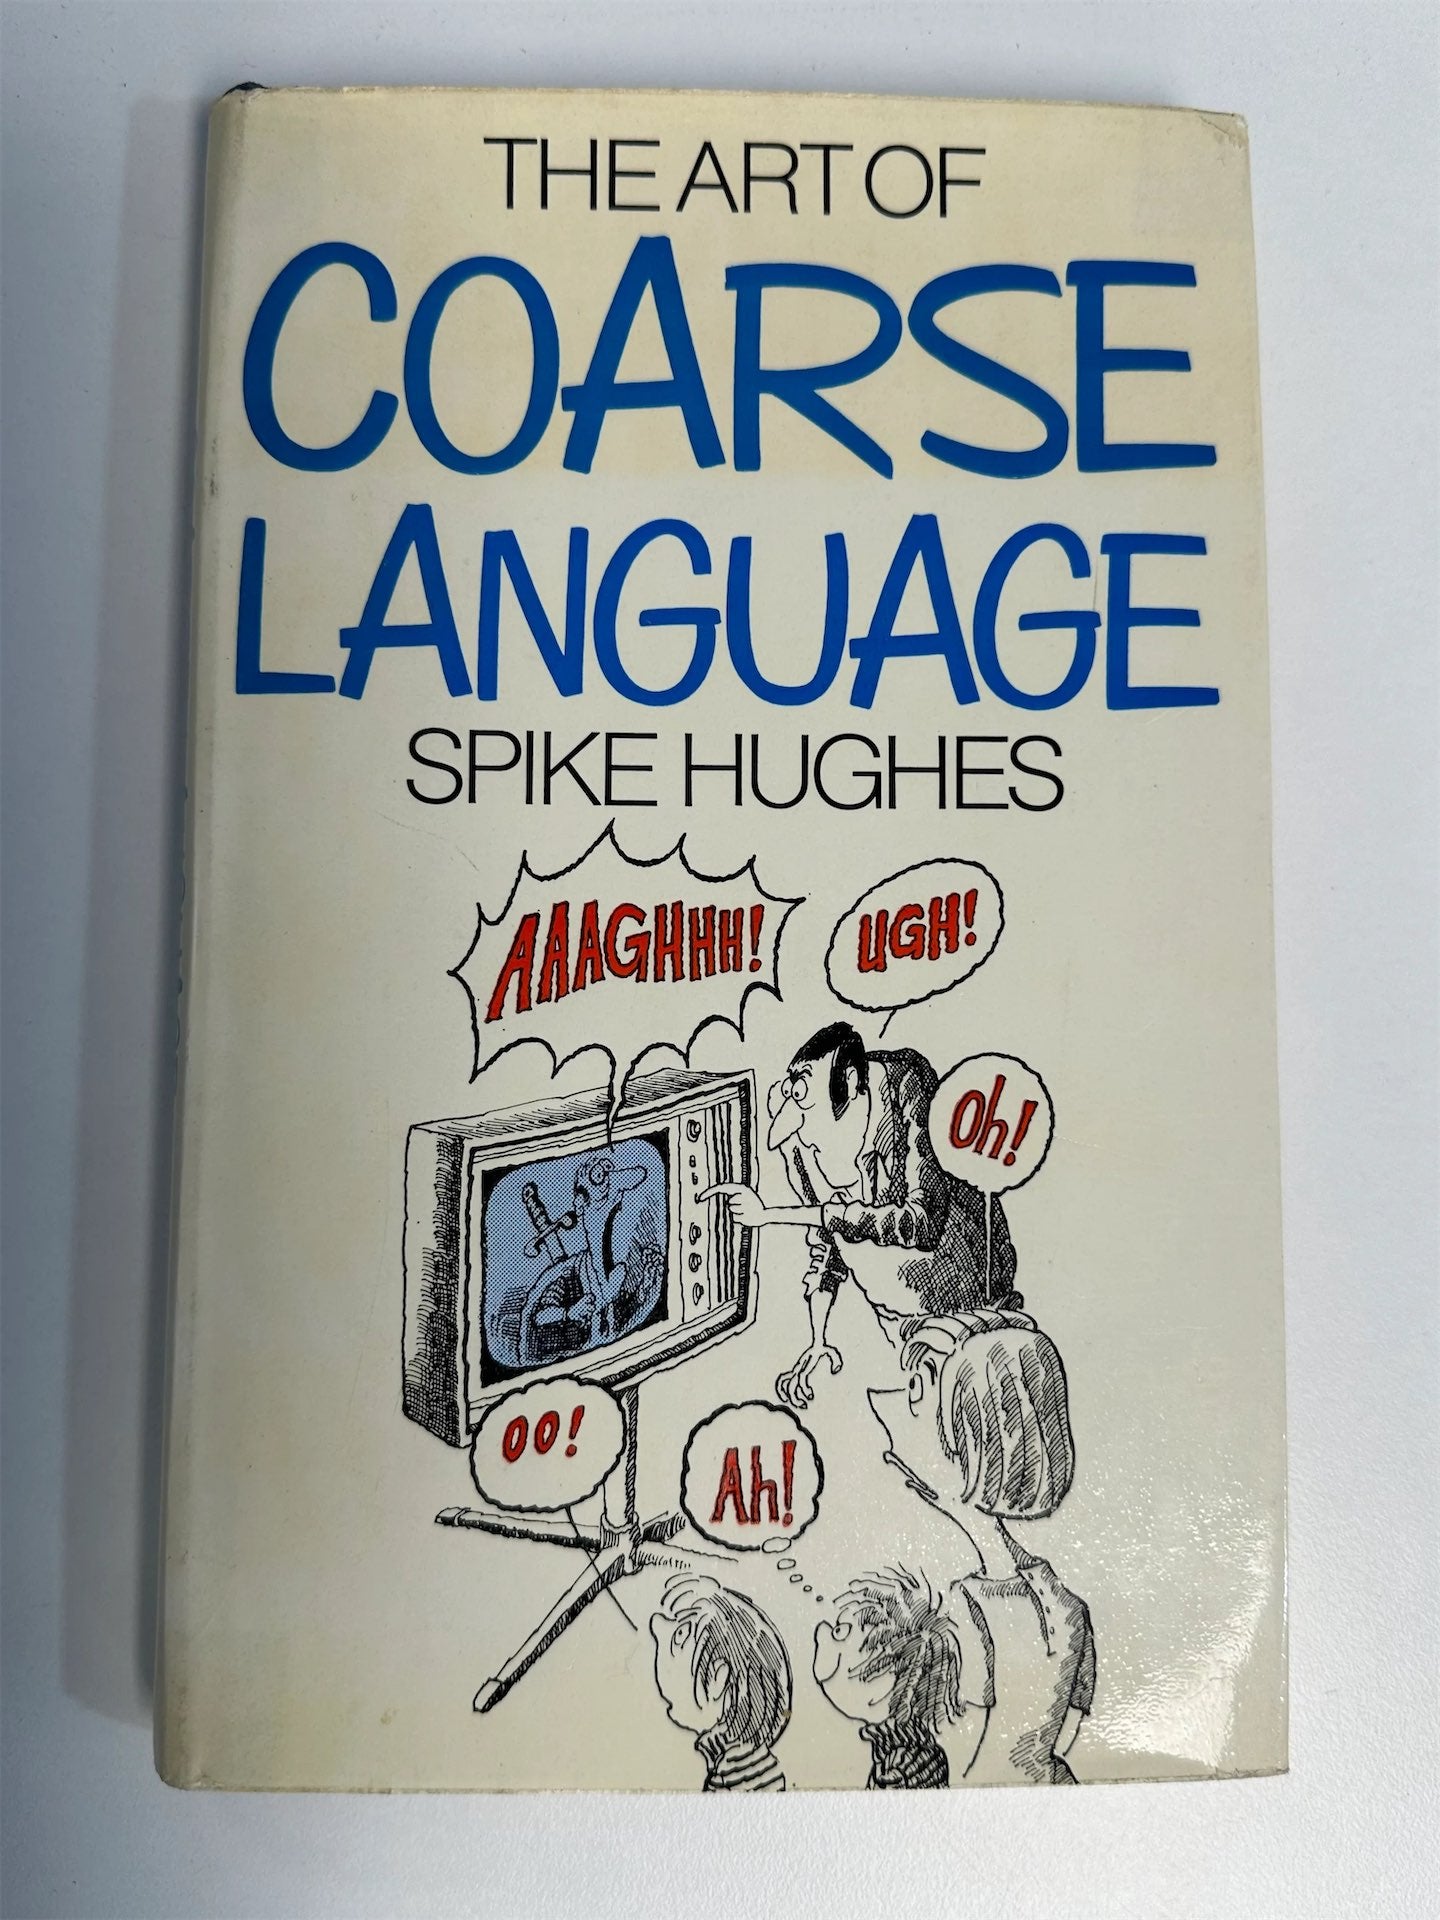 THE ART OF
COARSE
LANGUAGE
SPIKE HUGHES
AAAGHHH!
UGH!
Oh!
OO!
Ah!